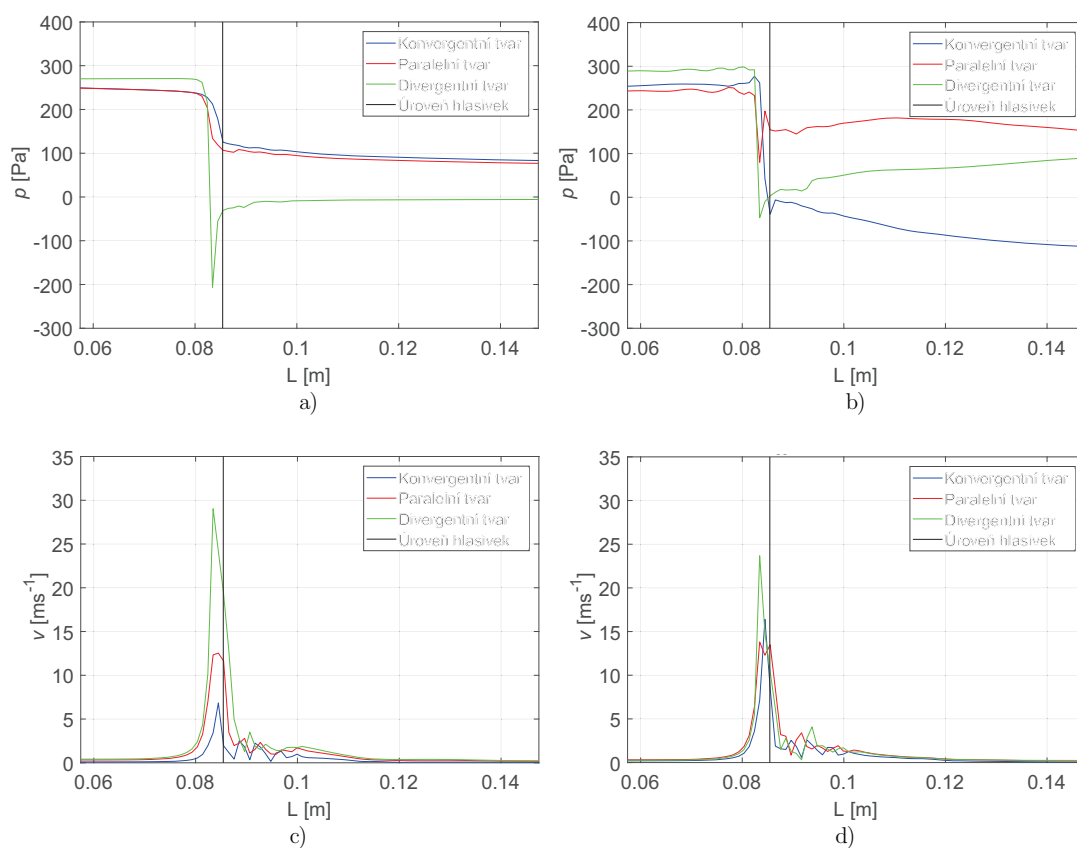 400
300
200
100
0
-100
-200
-300
p [Pa]
0.06
0.08
0.1
0.12
0.14
L [m]
Konvergentní tvar
Paralelní tvar
Divergentní tvar
Úroveň hlasivek
a)
400
300
200
100
0
-100
-200
-300
p [Pa]
0.06
0.08
0.1
0.12
0.14
L [m]
Konvergentní tvar
Paralelní tvar
Divergentní tvar
Úroveň hlasivek
b)
35
30
25
20
15
10
5
0
v [ms-1]
0.06
0.08
0.1
0.12
0.14
L [m]
Konvergentní tvar
Paralelní tvar
Divergentní tvar
Úroveň hlasivek
c)
35
30
25
20
15
10
5
0
v [ms-1]
0.06
0.08
0.1
0.12
0.14
L [m]
Konvergentní tvar
Paralelní tvar
Divergentní tvar
Úroveň hlasivek
d)